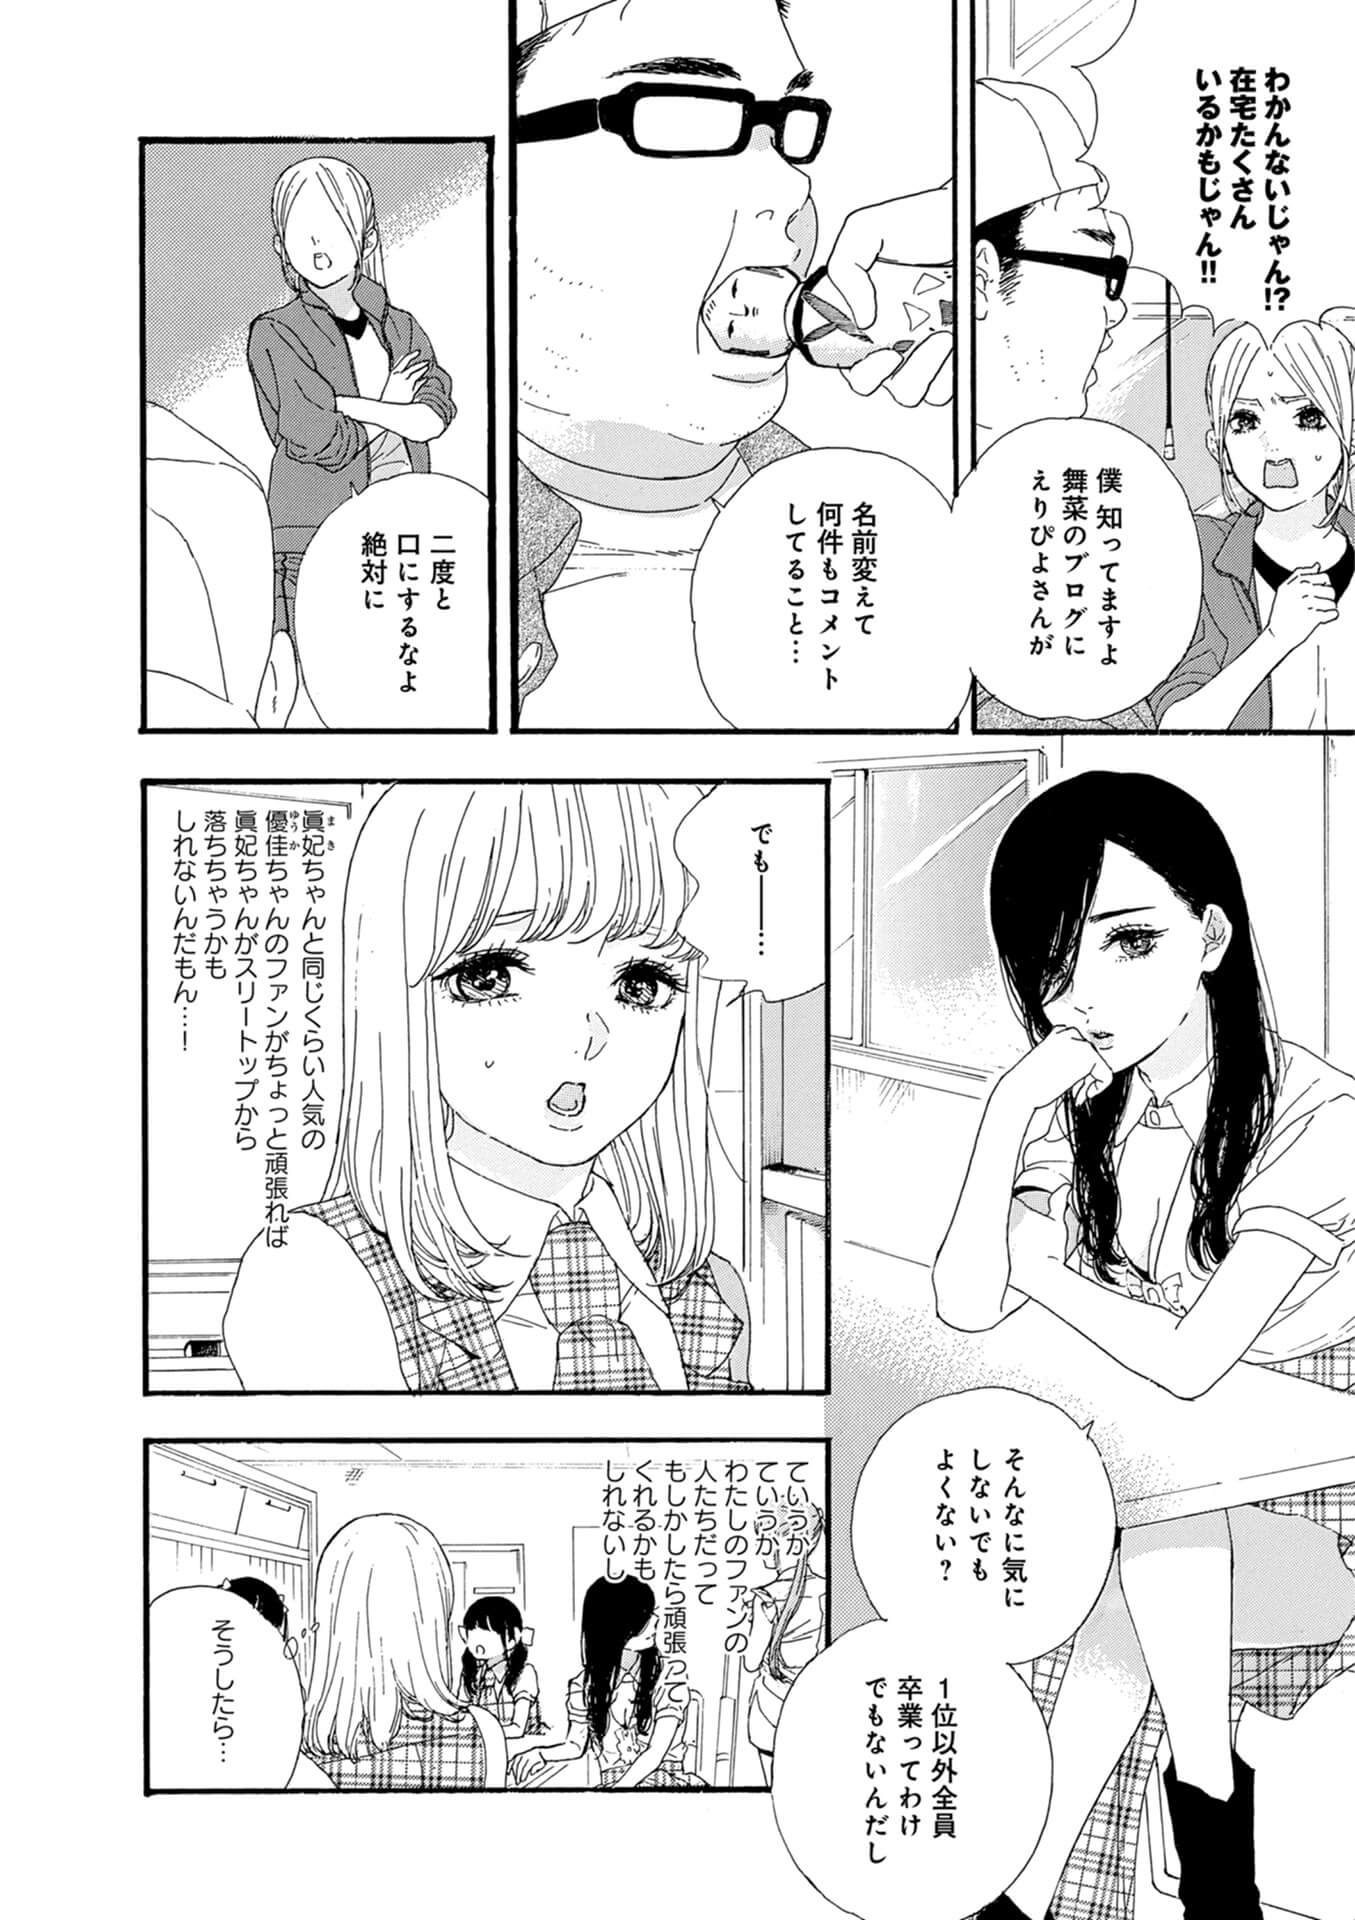 わかんないじゃん!?
在宅たくさん
いるかもじゃん!!
僕 知ってますよ
舞菜のブログに
えりぴよさんが
名前変えて
何件もコメント
してること…
二度と
口にするなよ
絶対に
そんなに気に
しないでも
よくない?
1位以外全員
卒業ってわけ
でもないんだし
でも――…
眞妃ちゃんと同じくらい人気の
まき
優佳ちゃんのファンがちょっと頑張れば
ゆうか
眞妃ちゃんがスリートップから
落ちちゃうかも
しれないんだもん…!
ていうか
ていうか
わたしのファンの
人たちだって
もしかしたら頑張って
くれるかも
しれないし
そうしたら…